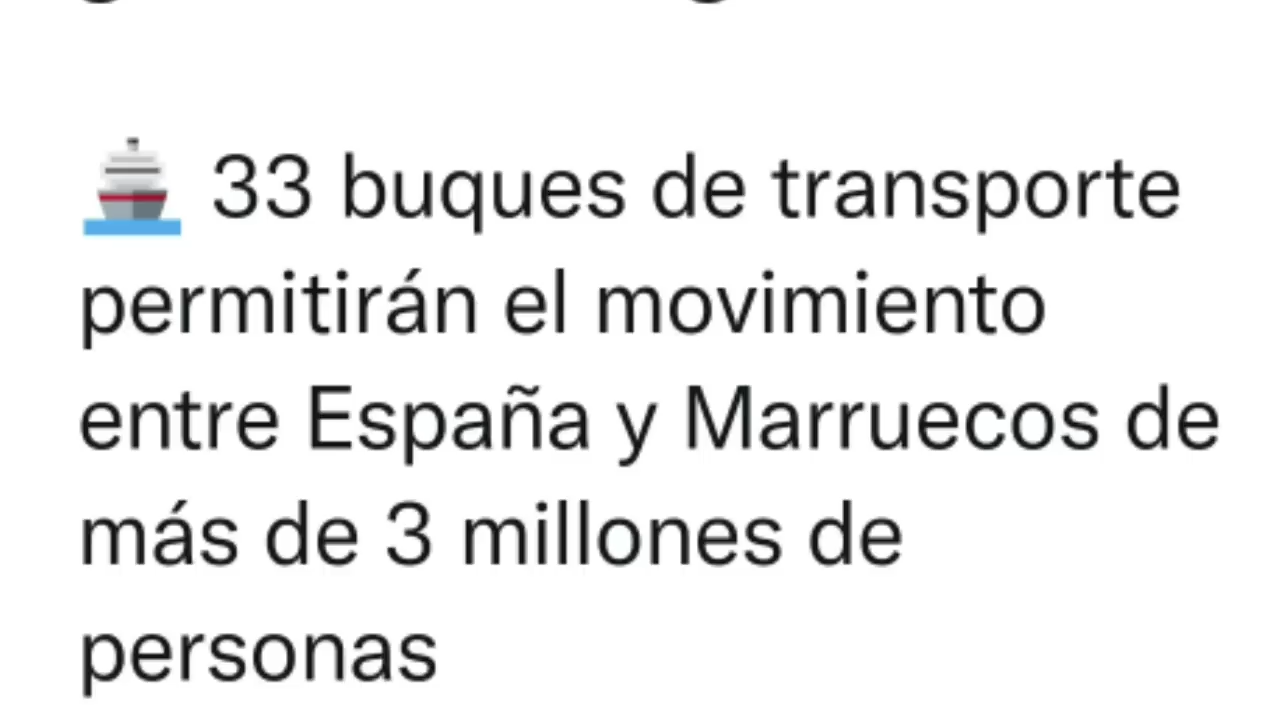 🛳️ 33 buques de transporte
permitirán el movimiento
entre España y Marruecos de
más de 3 millones de
personas